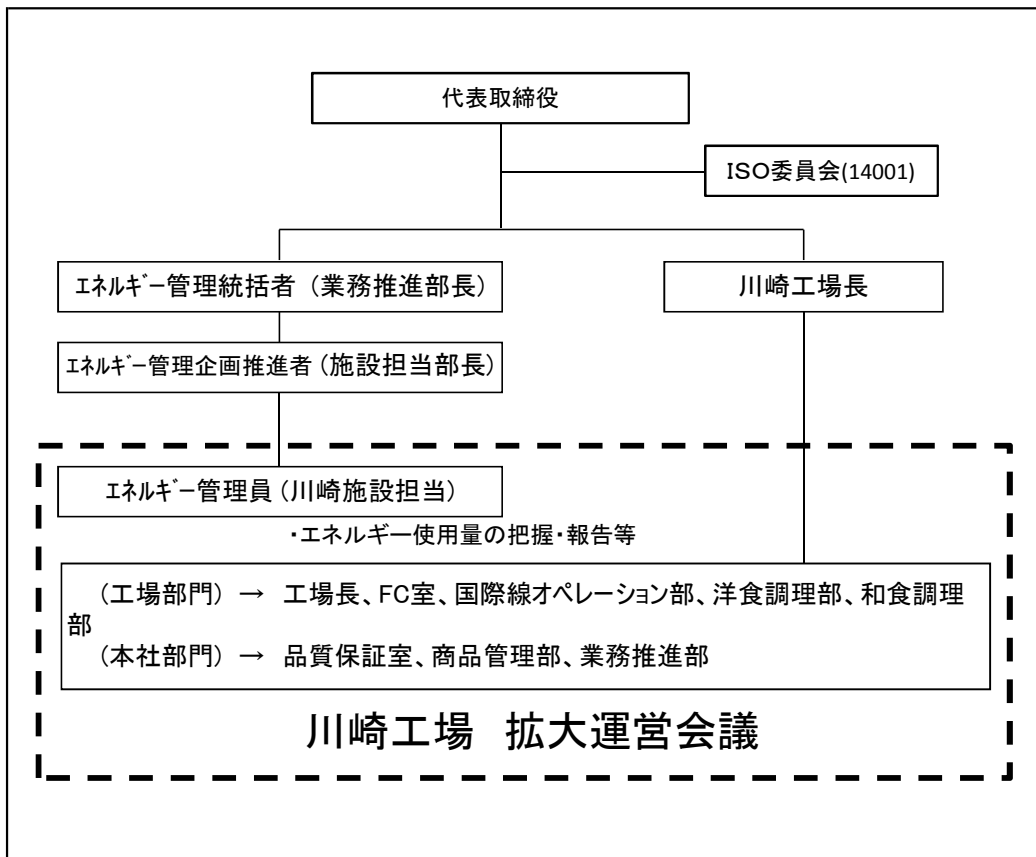 代表取締役
ISO委員会(14001)
ｴﾈﾙｷﾞｰ管理統括者（業務推進部長）
川崎工場長
ｴﾈﾙｷﾞｰ管理企画推進者（施設担当部長）
ｴﾈﾙｷﾞｰ管理員（川崎施設担当）
・エネルギー使用量の把握・報告等
（工場部門） → 工場長、FC室、国際線オペレーション部、洋食調理部、和食調理
部
（本社部門） → 品質保証室、商品管理部、業務推進部
川崎工場　拡大運営会議